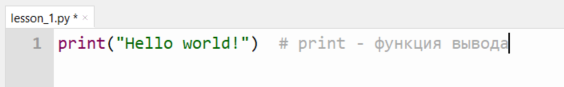 lesson_1.py * ×
1 print("Hello world!")  # print - функция вывода